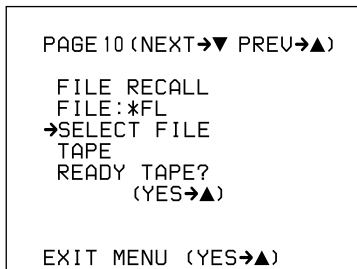 PAGE 10 (NEXT→▼ PREV→▲)
FILE RECALL
FILE:*FL
→SELECT FILE
TAPE
READY TAPE?
(YES→▲)
EXIT MENU (YES→▲)